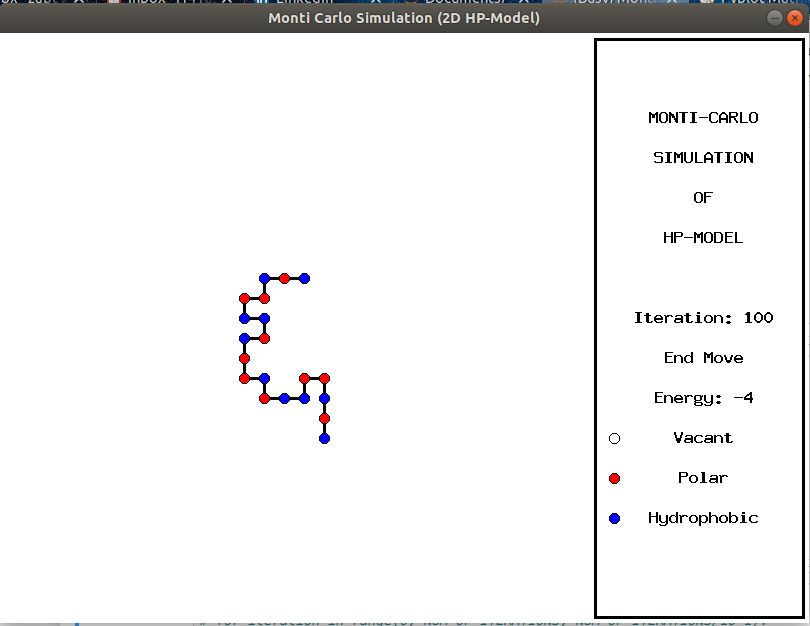 Monti Carlo Simulation (2D HP-Model)
MONTI-CARLO
SIMULATION
OF
HP-MODEL
Iteration: 100
End Move
Energy: -4
Vacant
Polar
Hydrophobic